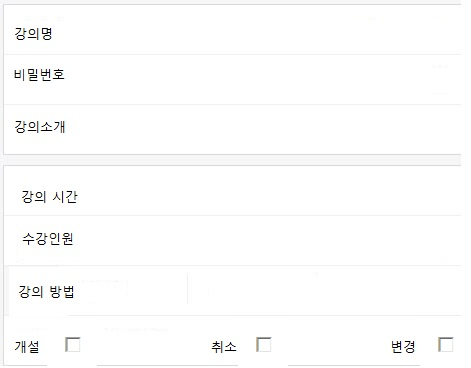 강의명
비밀번호
강의소개
강의 시간
수강인원
강의 방법
개설 취소 변경